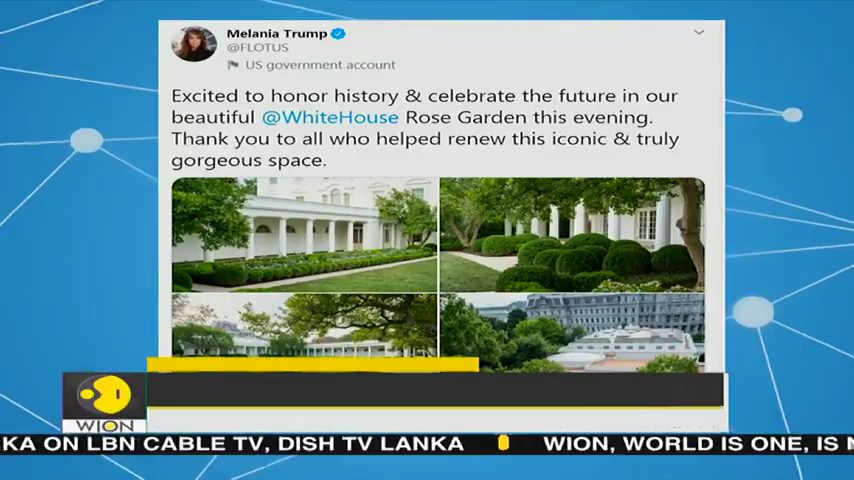 Melania Trump
@FLOTUS
US government account
Excited to honor history & celebrate the future in our
beautiful @WhiteHouse Rose Garden this evening.
Thank you to all who helped renew this iconic & truly
gorgeous space.
WION
KA ON LBN CABLE TV, DISH TV LANKA WION, WORLD IS ONE, IS